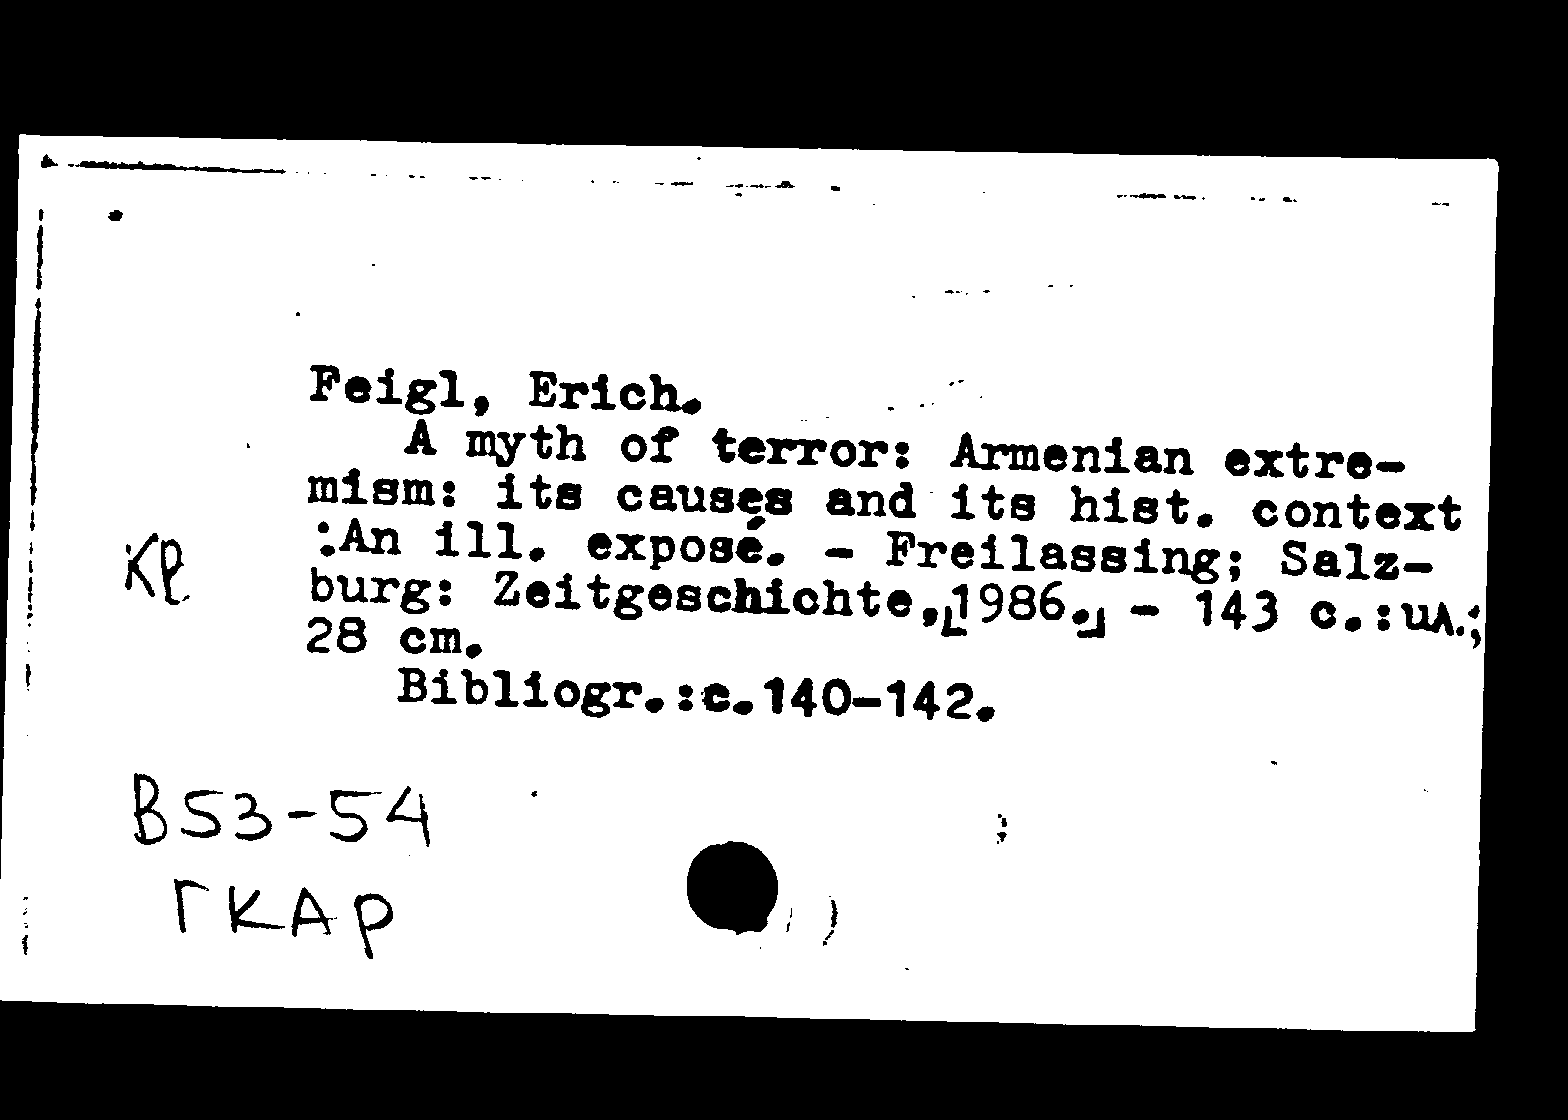 Feigl, Erich.
A myth of terror: Armenian extre-
mism: its causes and its hist. context
:An ill. exposé. - Freilassing; Salz-
burg: Zeitgeschichte,[1986.] - 143 c.:ил.;
28 cm.
Bibliogr.:c.140-142.
Кр
B53-54
ГКАР